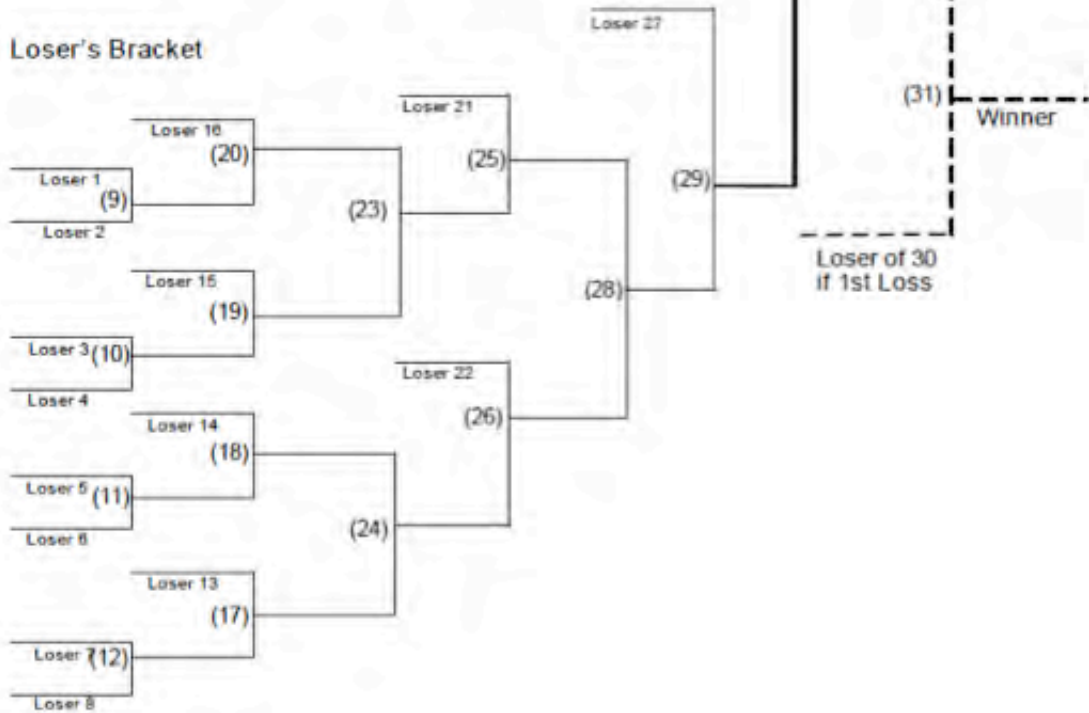 Loser 27
Loser's Bracket
(31)
Winner
Loser 21
Loser 16
(20)
(25)
Loser 1
(9)
(29)
(23)
Loser 2
Loser of 30
if 1st Loss
Loser 15
(28)
(19)
Loser 3 (10)
Loser 22
Loser 4
Loser 14
(26)
(18)
Loser 5 (11)
(24)
Loser 6
Loser 13
(17)
Loser 7 (12)
Loser 8